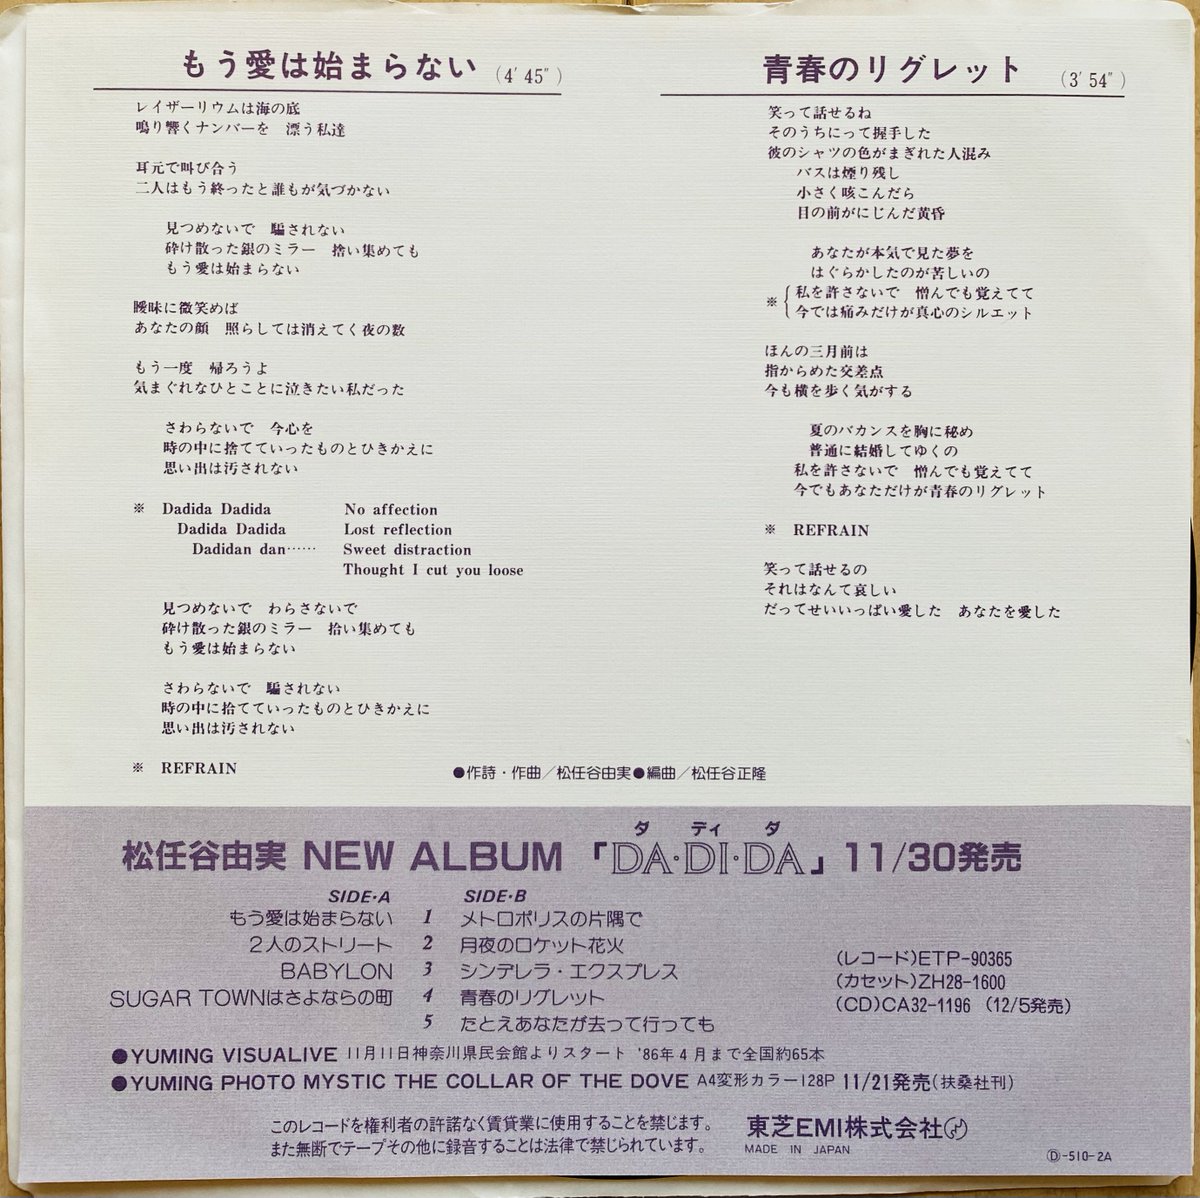 もう愛は始まらない (4'45")
レイザーリウムは海の底
鳴り響くナンバーを 漂う私達
耳元で叫び合う
二人はもう終ったと誰もが気づかない
見つめないで 騙されない
砕け散った銀のミラー 捨い集めても
もう愛は始まらない
曖昧に微笑めば
あなたの顔 照らしては消えてく夜の数
もう一度 帰ろうよ
気まぐれなひとことに泣きたい私だった
さわらないで 今心を
時の中に捨てていったものとひきかえに
思い出は汚されない
※ Dadida Dadida No affection
Dadida Dadida Lost reflection
Dadidan dan…… Sweet distraction
Thought I cut you loose
見つめないで わらさないで
砕け散った銀のミラー 拾い集めても
もう愛は始まらない
さわらないで 騙されない
時の中に拾てていったものとひきかえに
思い出は汚されない
※ REFRAIN
青春のリグレット (3'54")
笑って話せるね
そのうちにって握手した
彼のシャツの色がまぎれた人混み
バスは煙り残し
小さく咳こんだら
目の前がにじんだ黄昏
あなたが本気で見た夢を
はぐらかしたのが苦しいの
※ 私を許さないで 憎んでも覚えてて
今では痛みだけが真心のシルエット
ほんの三月前は
指からめた交差点
今も横を歩く気がする
夏のバカンスを胸に秘め
普通に結婚してゆくの
私を許さないで 憎んでも覚えてて
今でもあなただけが青春のリグレット
※ REFRAIN
笑って話せるの
それはなんて哀しい
だってせいいっぱい愛した あなたを愛した
●作詩・作曲/松任谷由実●編曲/松任谷正隆
ダ ディ ダ
松任谷由実 NEW ALBUM「DA・DI・DA」11/30発売
SIDE・A SIDE・B
もう愛は始まらない 1 メトロポリスの片隅で
2人のストリート 2 月夜のロケット花火
BABYLON 3 シンデレラ・エクスプレス
SUGAR TOWNはさよならの町 4 青春のリグレット
5 たとえあなたが去って行っても
(レコード)ETP-90365
(カセット)ZH28-1600
(CD)CA32-1196 (12/5発売)
●YUMING VISUALIVE 11月11日神奈川県民会館よりスタート '86年4月まで全国約65本
●YUMING PHOTO MYSTIC THE COLLAR OF THE DOVE A4変形カラー128P 11/21発売(扶桑社刊)
このレコードを権利者の許諾なく賃貸業に使用することを禁じます。
また無断でテープその他に録音することは法律で禁じられています。
東芝EMI株式会社
MADE IN JAPAN
Ⓓ-510-2A